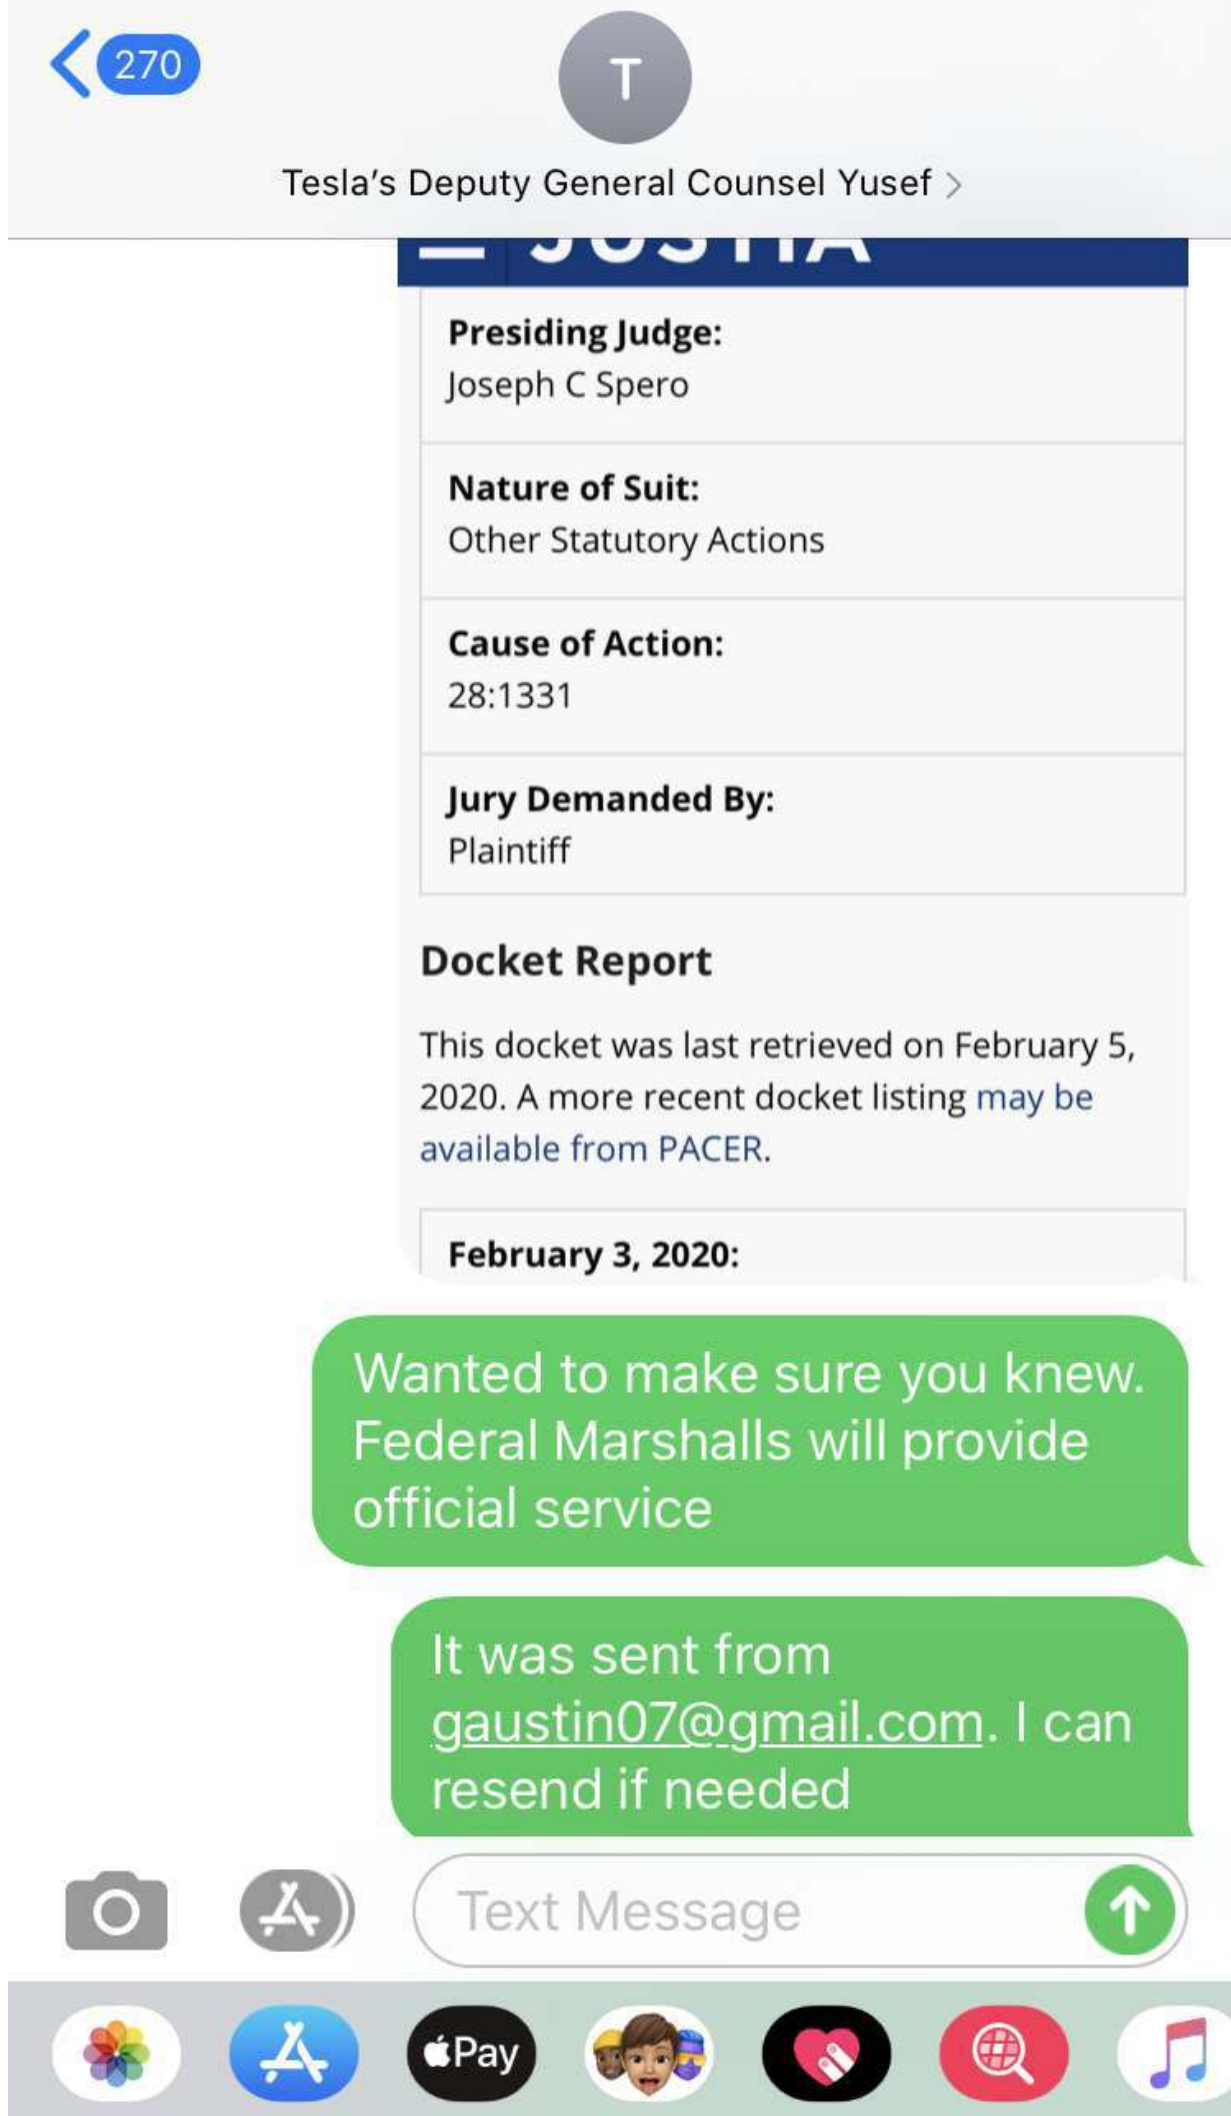 270
T
Tesla's Deputy General Counsel Yusef >
JUSTIA
Presiding Judge:
Joseph C Spero
Nature of Suit:
Other Statutory Actions
Cause of Action:
28:1331
Jury Demanded By:
Plaintiff
Docket Report
This docket was last retrieved on February 5,
2020. A more recent docket listing may be
available from PACER.
February 3, 2020:
Wanted to make sure you knew.
Federal Marshalls will provide
official service
It was sent from
gaustin07@gmail.com. I can
resend if needed
Text Message
Pay